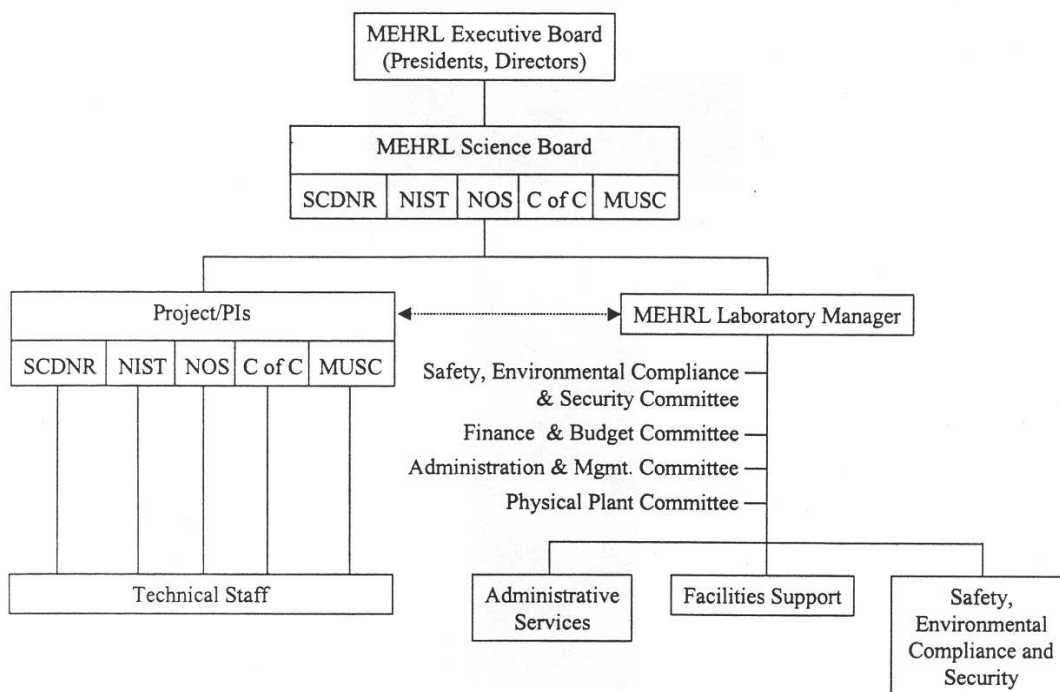 MEHRL Executive Board
(Presidents, Directors)
MEHRL Science Board
SCDNR NIST NOS C of C MUSC
Project/PIs
MEHRL Laboratory Manager
SCDNR NIST NOS C of C MUSC
Safety, Environmental Compliance
& Security Committee
Finance & Budget Committee
Administration & Mgmt. Committee
Physical Plant Committee
Technical Staff
Administrative
Services
Facilities Support
Safety,
Environmental
Compliance and
Security